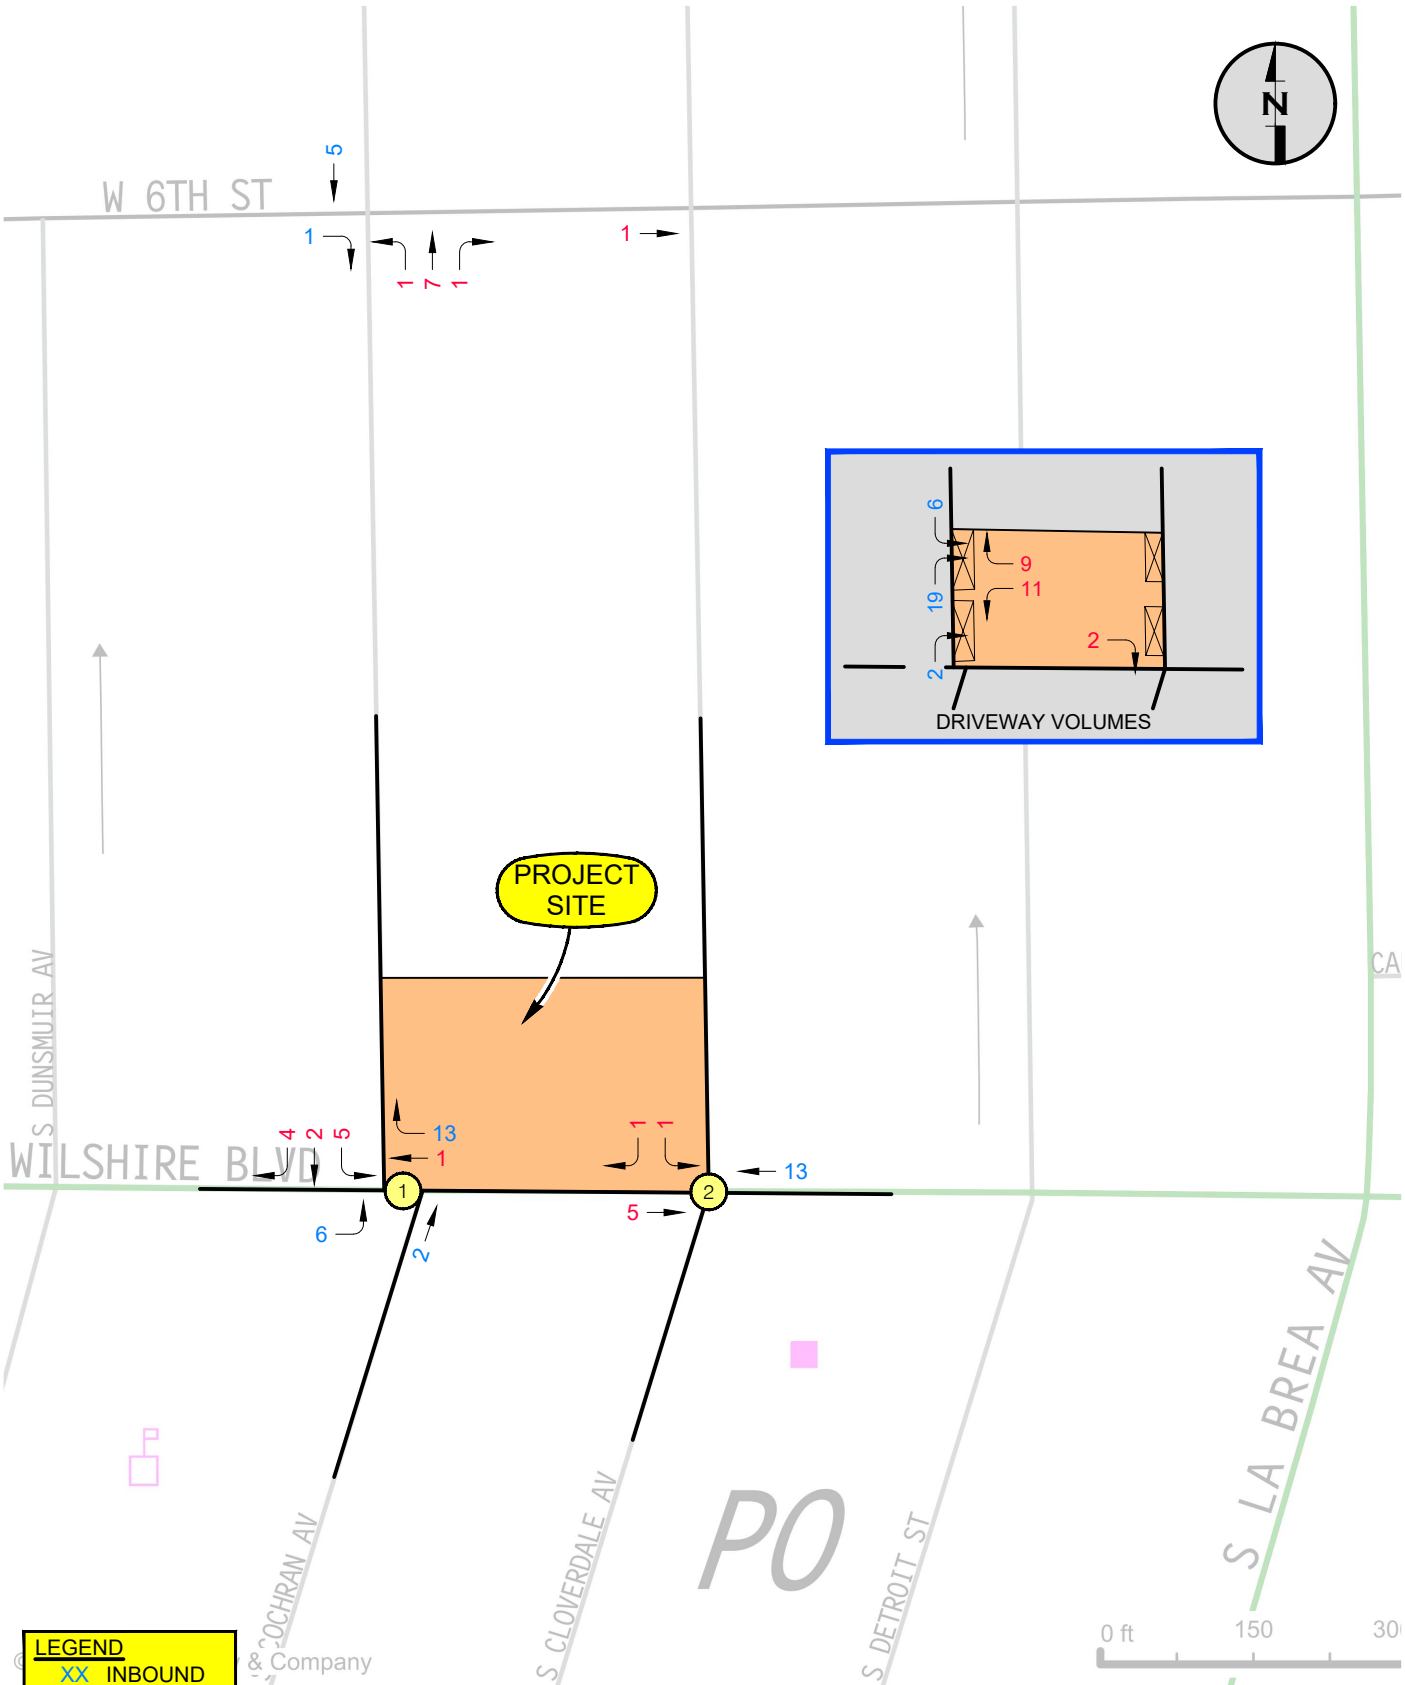 N
5
W 6TH ST
1
1
7
1
1
6
19
2
9
11
2
DRIVEWAY VOLUMES
PROJECT
SITE
S DUNSMUIR AV
CA
WILSHIRE BLVD
4
2
5
13
1
1
1
13
1
2
6
2
5
S LA BREA AV
PO
COCHRAN AV
S CLOVERDALE AV
S DETROIT ST
0 ft
150
LEGEND
XX INBOUND
& Company